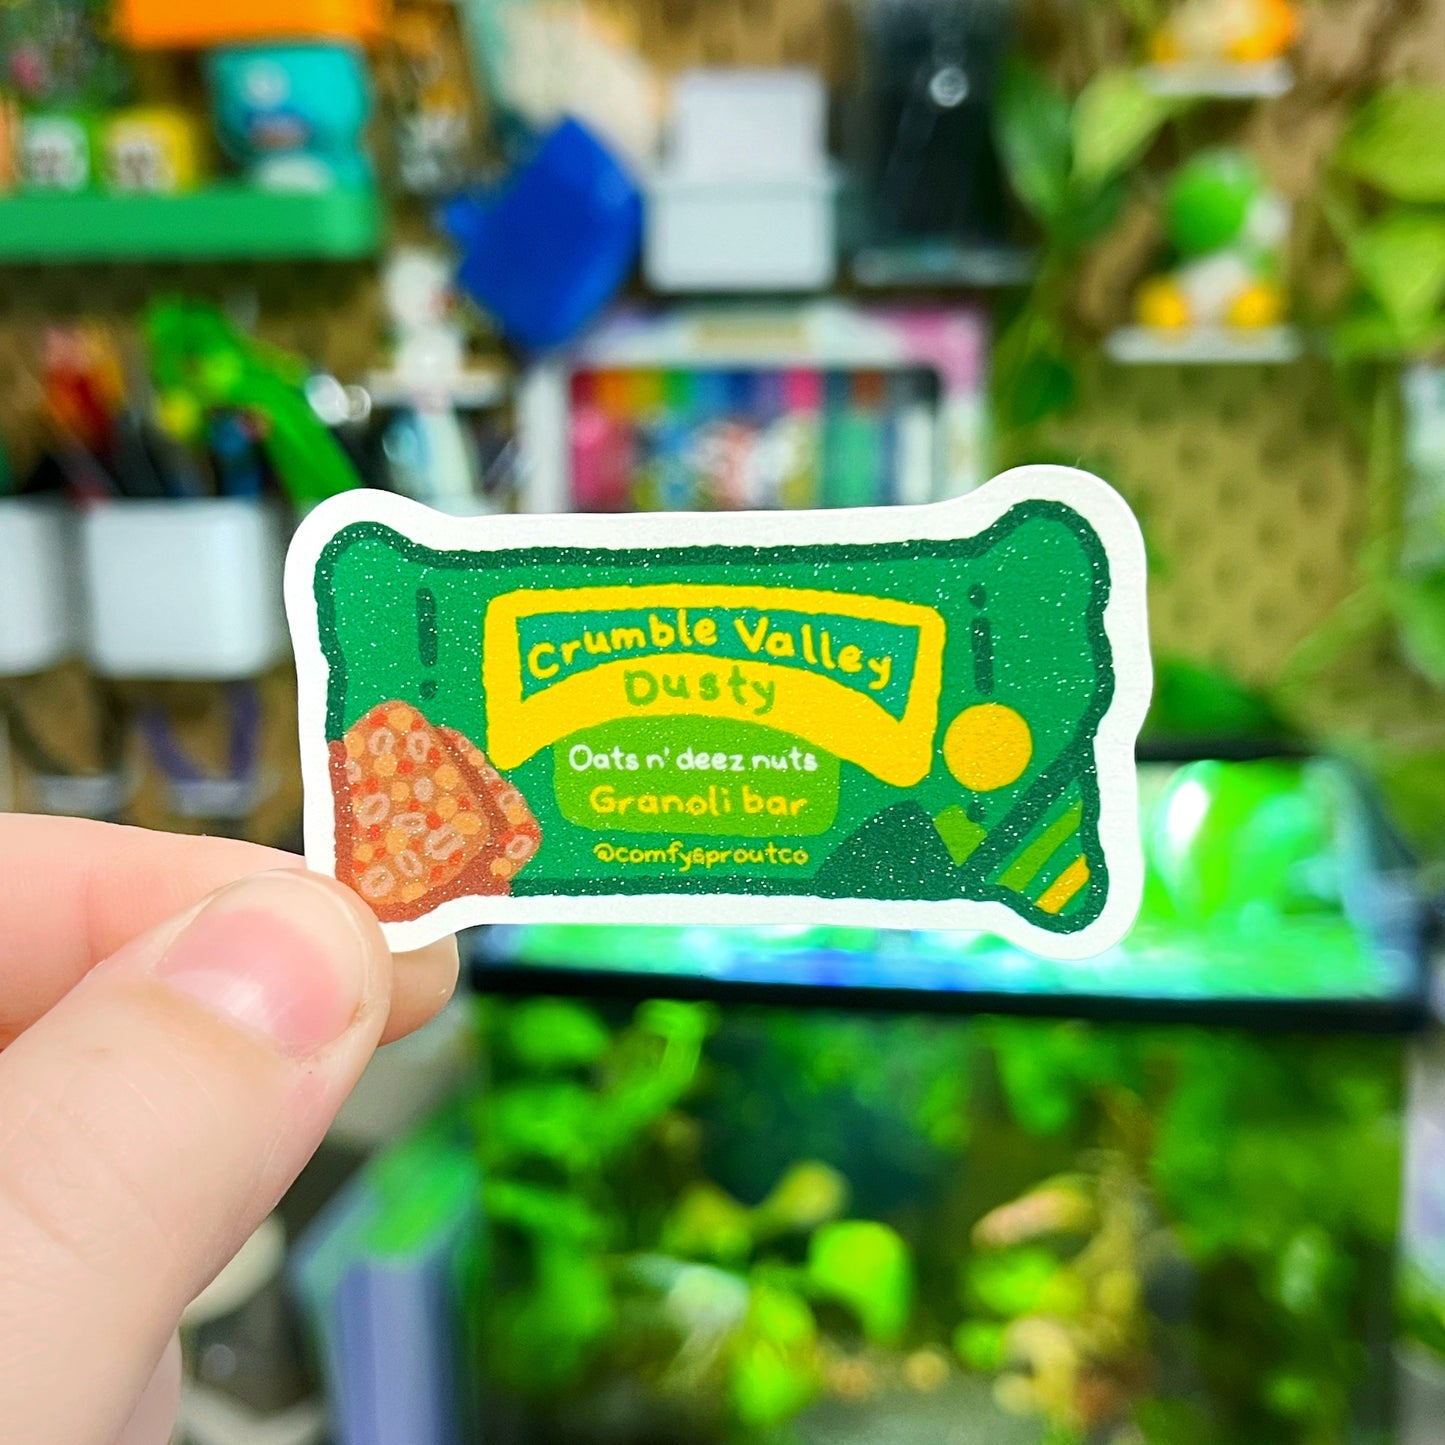 Crumble Valley
Dusty
Oats n' deez nuts
Granoli bar
@comfysproutco